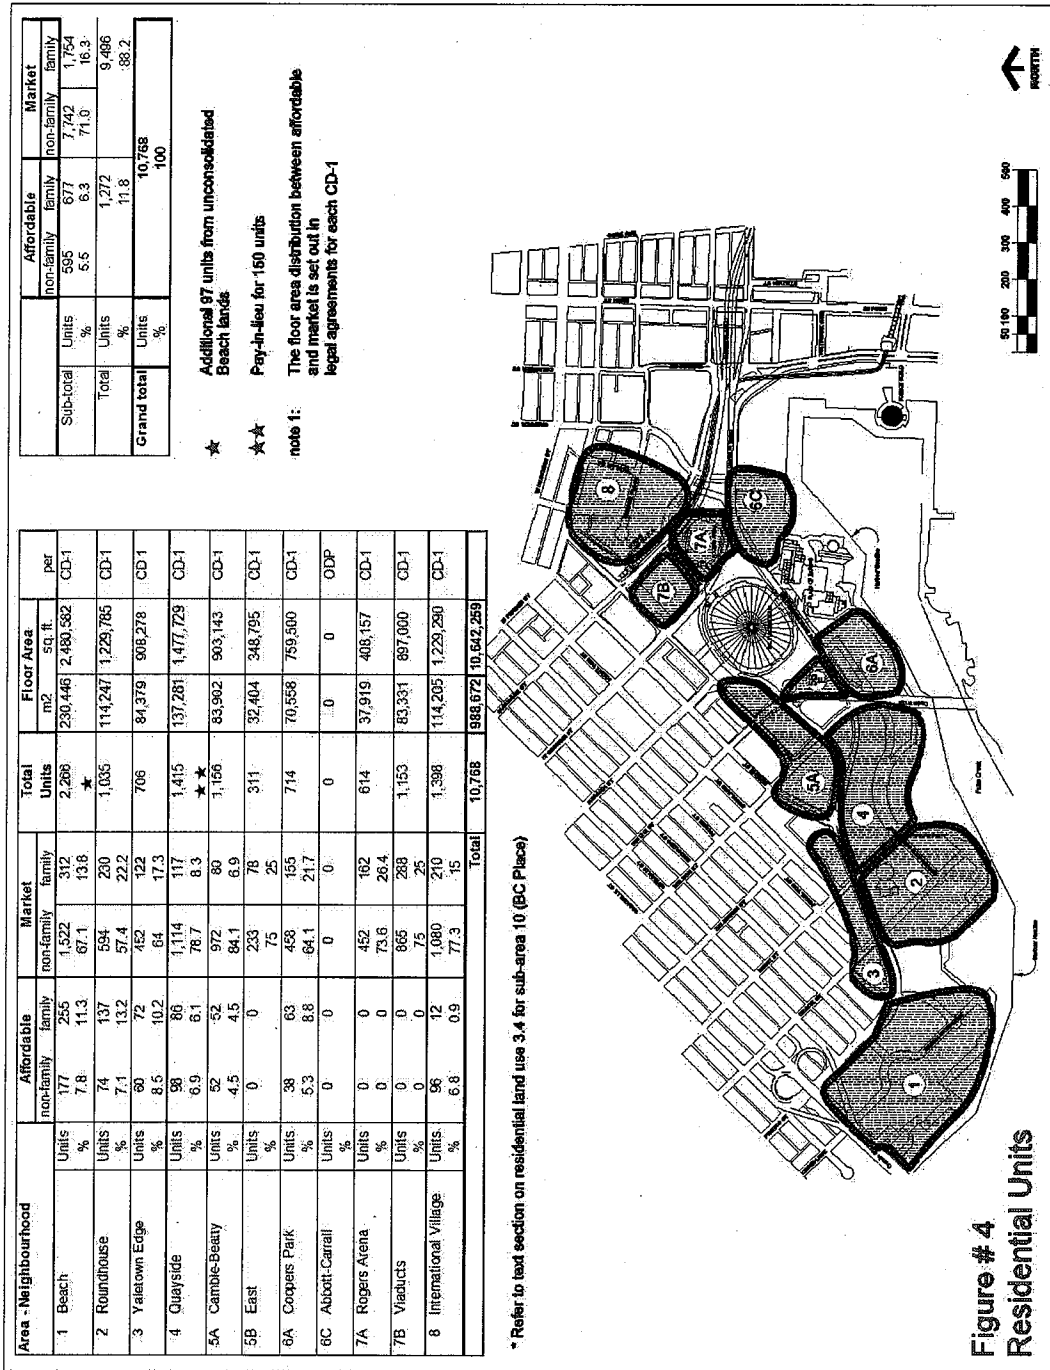 Area - Neighbourhood Affordable Market Total Floor Area
non-family family non-family family Units m2 sq. ft. per
1 Beach Units 177 255 1,522 312 2,266 230,446 2,480,562 CD-1
% 7.8 11.3 67.1 13.8 ★
2 Roundhouse Units 74 137 594 230 1,035 114,247 1,229,785 CD-1
% 7.1 13.2 57.4 22.2
3 Yaletown Edge Units 60 72 452 122 706 84,379 908,278 CD 1
% 8.5 10.2 64 17.3
4 Quayside Units 98 86 1,114 117 1,415 137,281 1,477,729 CD-1
% 6.9 6.1 78.7 8.3 ★★
5A Cambie-Beatty Units 52 52 972 80 1,156 83,902 903,143 CD-1
% 4.5 4.5 84.1 6.9
5B East Units 0 0 233 78 311 32,404 348,795 CD-1
% 75 25
6A Coopers Park Units 38 63 458 155 714 70,558 759,500 CD-1
% 5.3 8.8 64.1 21.7
6C Abbott-Carrall Units 0 0 0 0 0 0 0 ODP
%
7A Rogers Arena Units 0 0 452 162 614 37,919 408,157 CD-1
% 0 0 73.6 26.4
7B Viaducts Units 0 0 865 288 1,153 83,331 897,000 CD-1
% 0 0 75 25
8 International Village Units 96 12 1,080 210 1,398 114,205 1,229,290 CD-1
% 6.8 0.9 77.3 15
Total 10,768 988,672 10,642,259
Affordable Market
non-family family non-family family
Sub-total Units 595 677 7,742 1,754
% 5.5 6.3 71.0 16.3
Total Units 1,272 9,496
% 11.8 88.2
Grand total Units 10,768
% 100
★ Additional 97 units from unconsolidated
Beach lands
★★ Pay-in-lieu for 150 units
note 1: The floor area distribution between affordable
and market is set out in
legal agreements for each CD-1
* Refer to text section on residential land use 3.4 for sub-area 10 (BC Place)
1
2
3
4
5A
6A
6C
7A
7B
8
False Creek
50 100 200 300 400 500
NORTH
Figure # 4
Residential Units